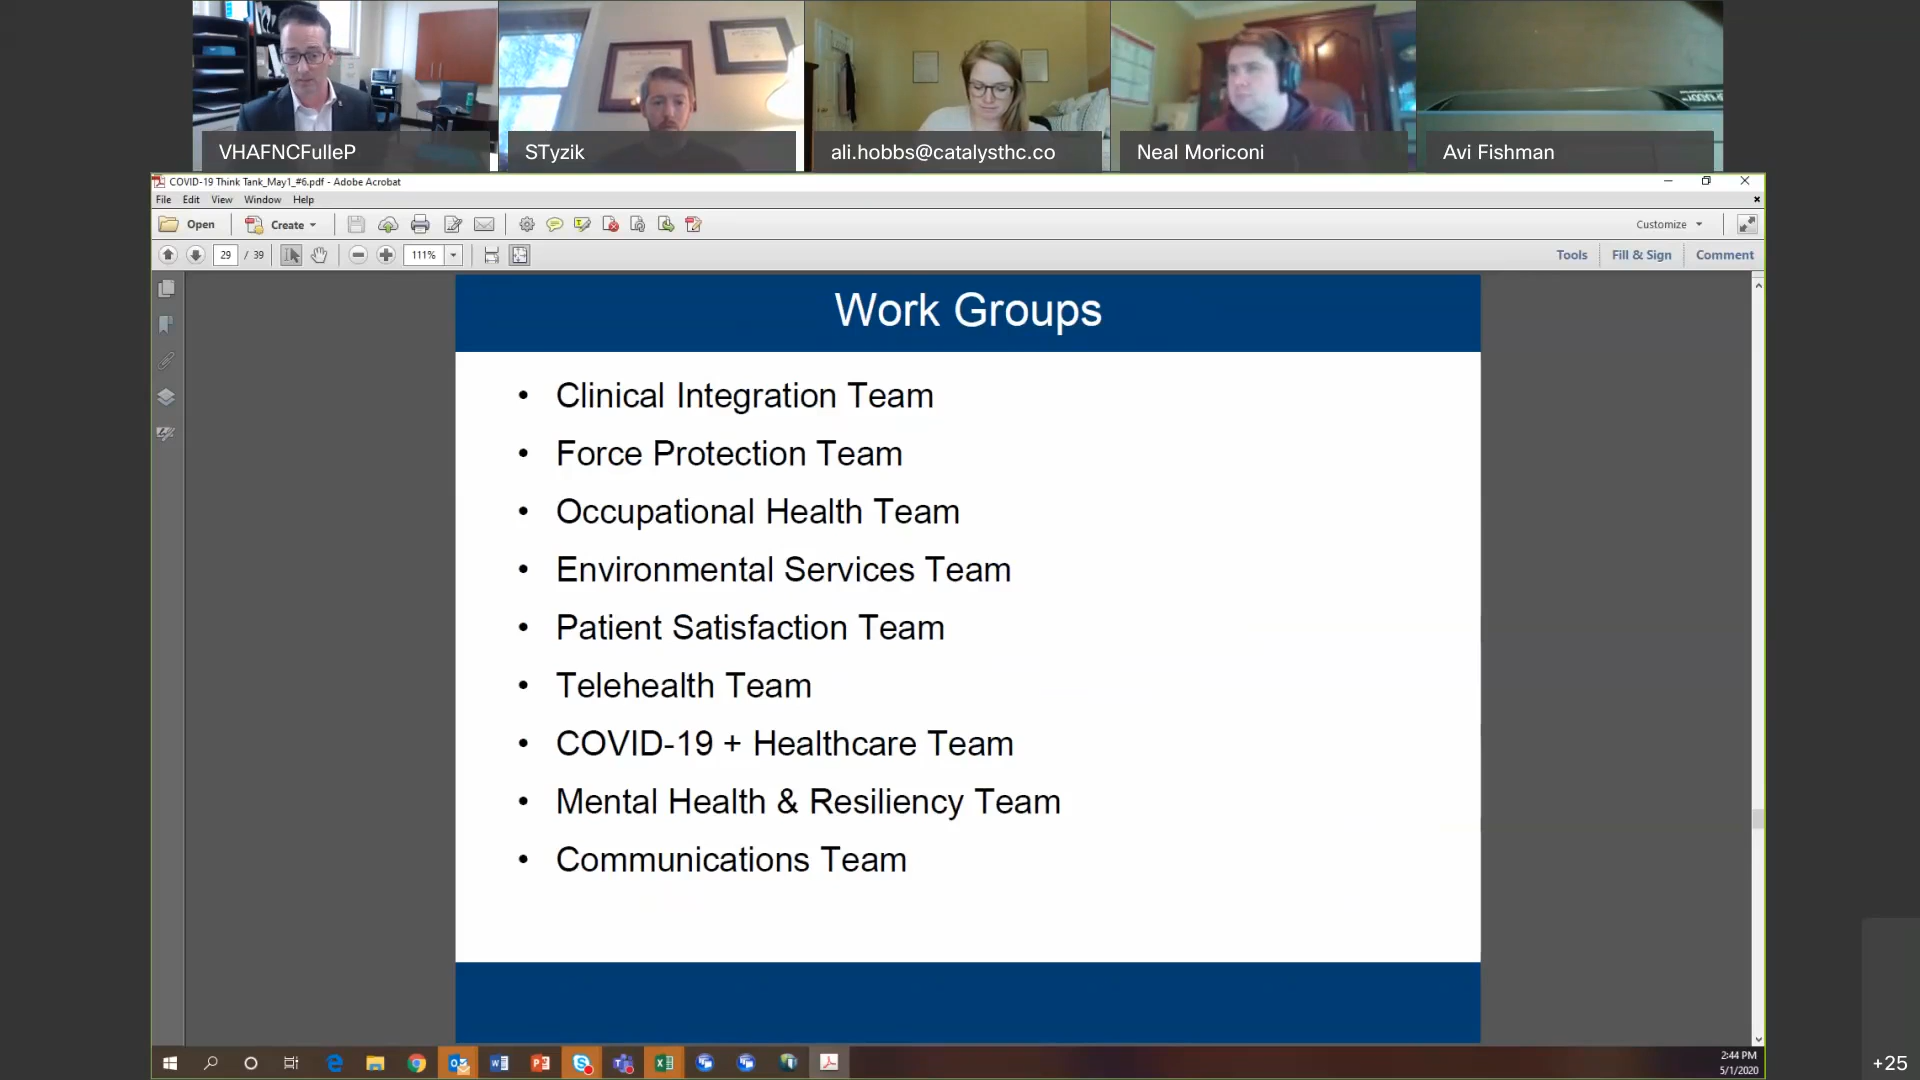 VHAFNCFulleP
STyzik
ali.hobbs@catalysthc.co
Neal Moriconi
Avi Fishman
COVID-19 Think Tank_May1_#6.pdf - Adobe Acrobat
File Edit View Window Help
Open Create Customize
29 / 39 111% Tools Fill & Sign Comment
Work Groups
• Clinical Integration Team
• Force Protection Team
• Occupational Health Team
• Environmental Services Team
• Patient Satisfaction Team
• Telehealth Team
• COVID-19 + Healthcare Team
• Mental Health & Resiliency Team
• Communications Team
2:44 PM
5/1/2020
+25